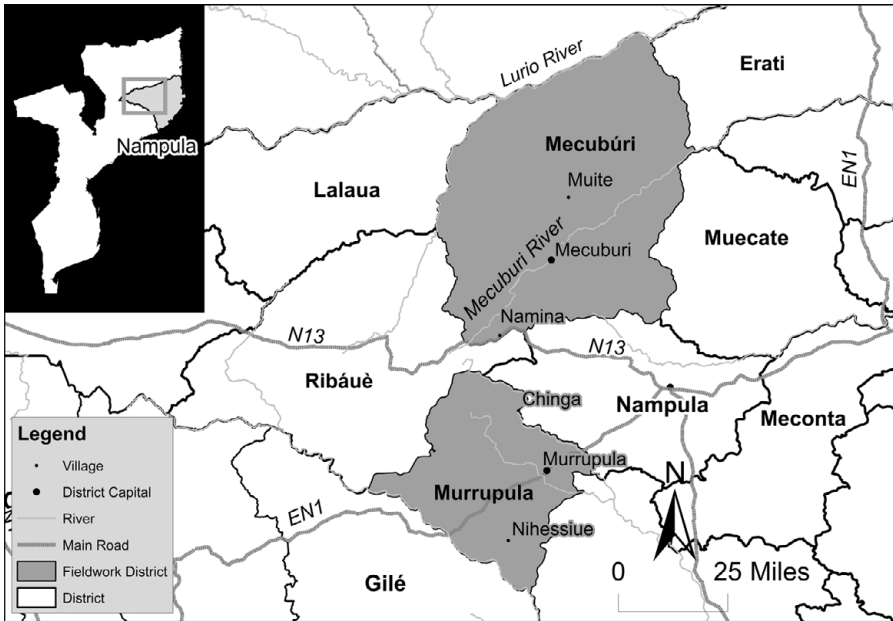 Nampula
Lurio River
Erati
Mecubúri
EN1
Muite
Lalaua
Muecate
Mecuburi River
Mecuburi
Namina
N13
N13
Ribáuè
Chinga
Nampula
Meconta
Murrupula
N
Murrupula
EN1
Nihessiue
Gilé
0 25 Miles
Legend
Village
District Capital
River
Main Road
Fieldwork District
District